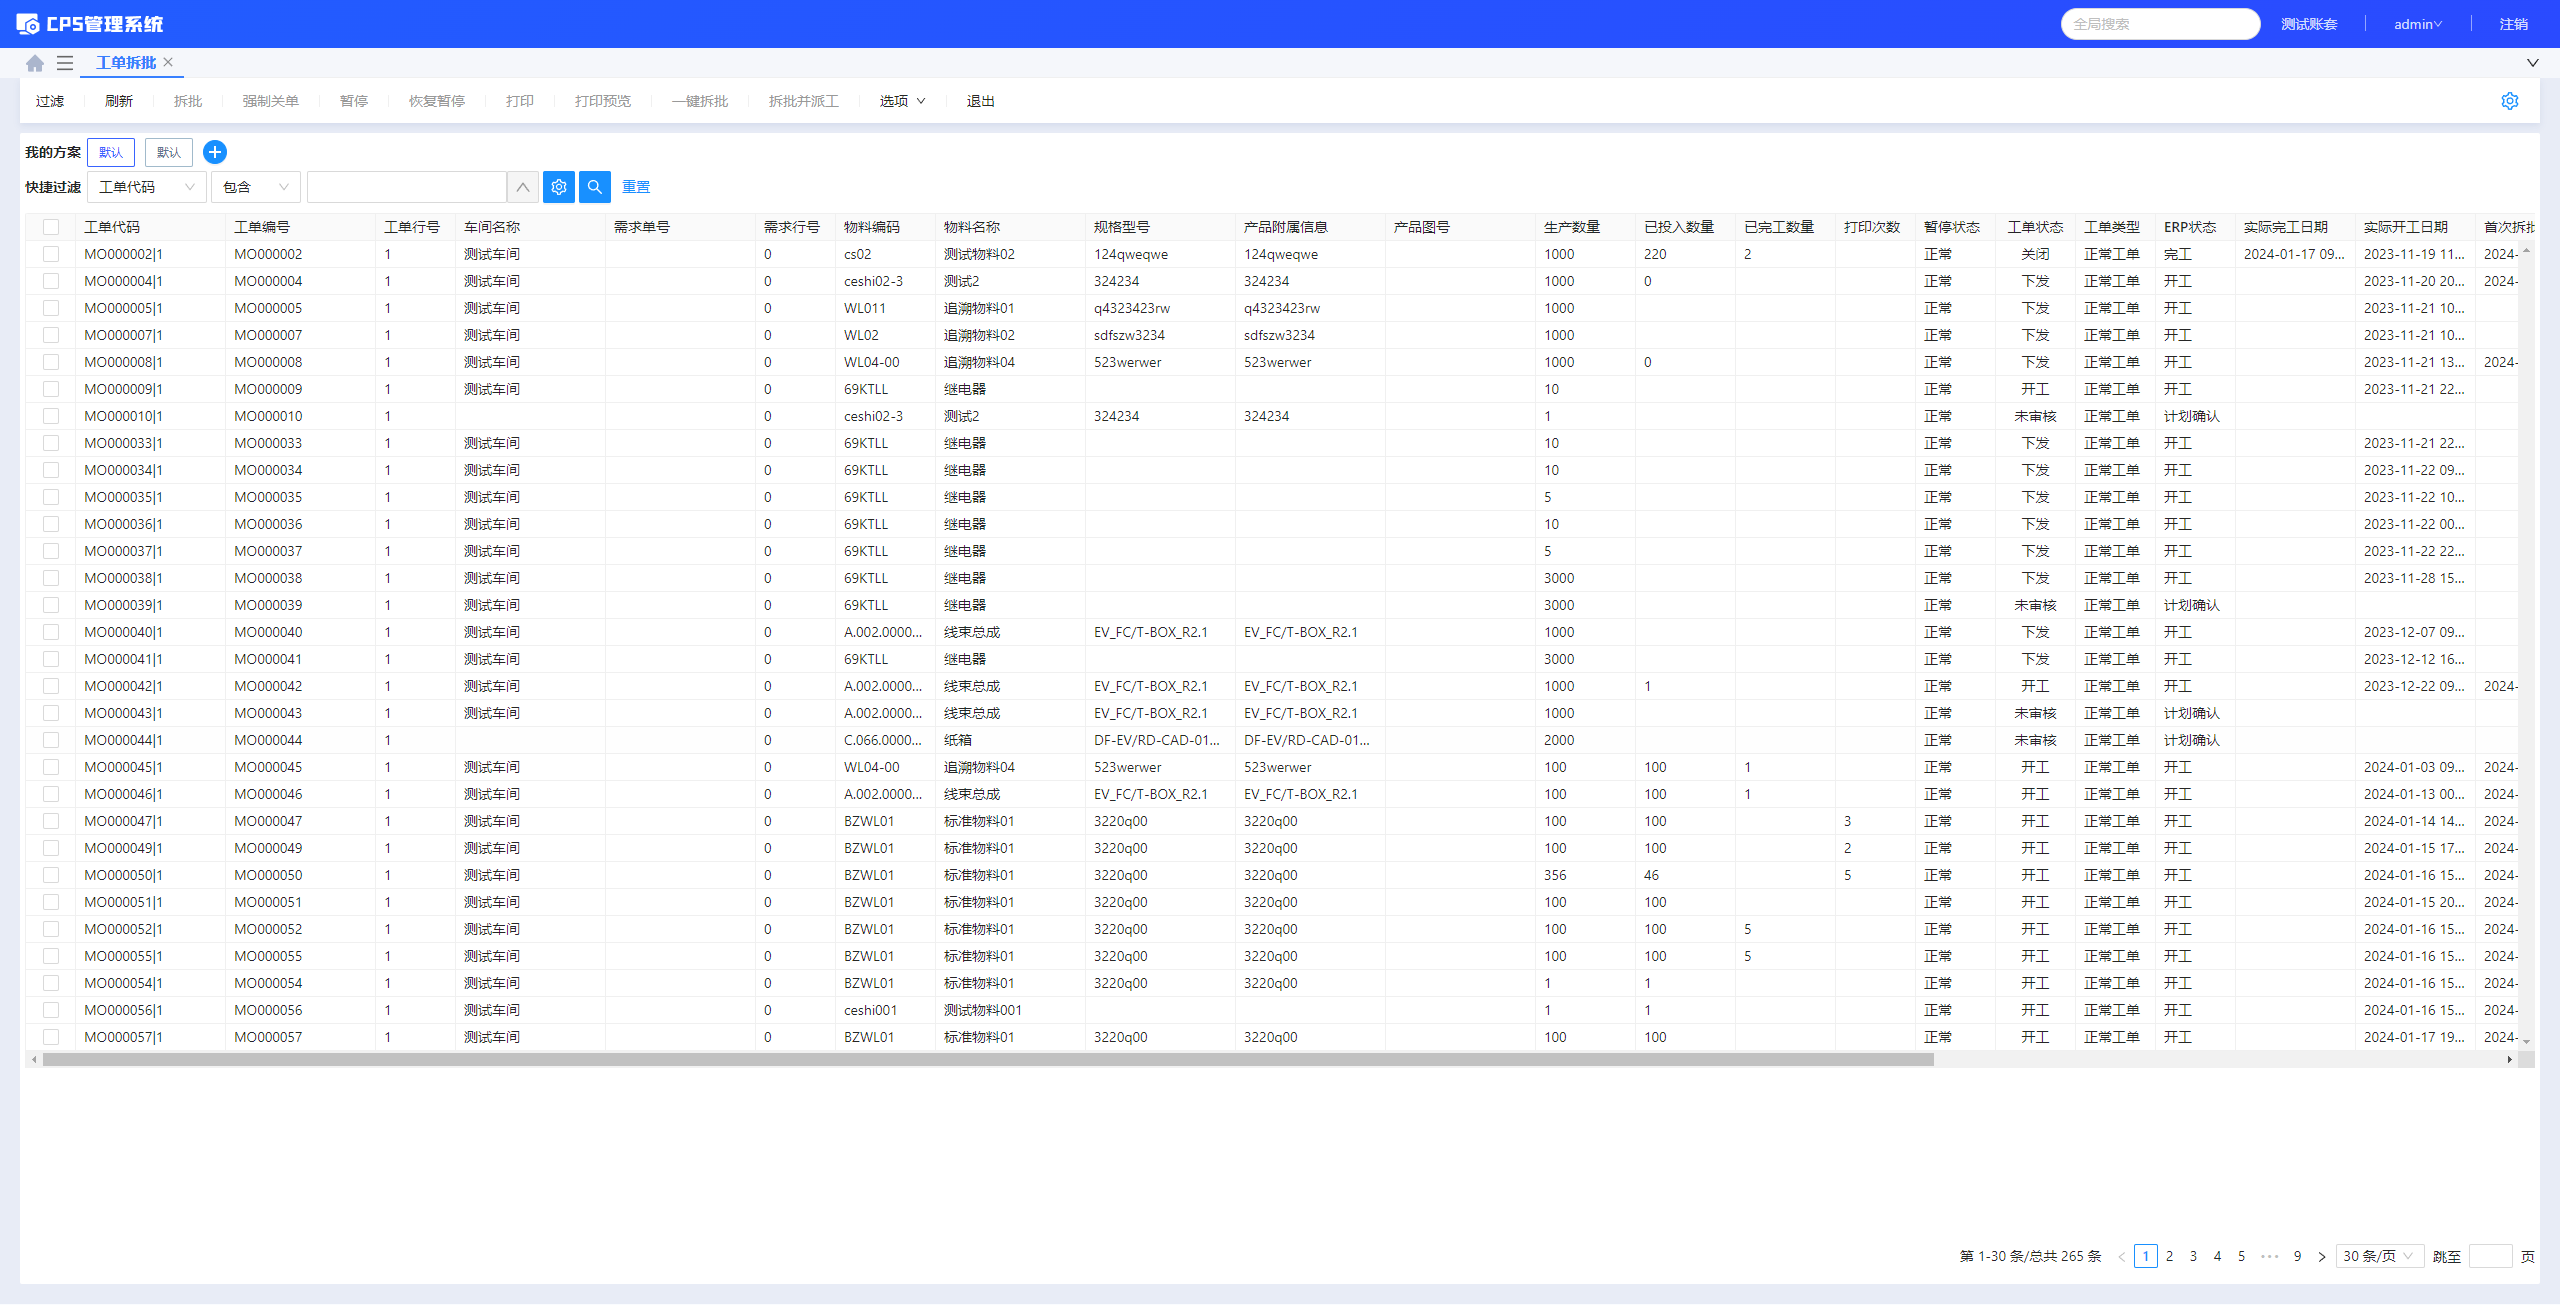 CPS管理系统 全局搜索 测试账套 admin 注销
工单拆批
过滤 刷新 拆批 强制关单 暂停 恢复暂停 打印 打印预览 一键拆批 拆批并派工 选项 退出
我的方案 默认 默认
快捷过滤 工单代码 包含 重置
工单代码 工单编号 工单行号 车间名称 需求单号 需求行号 物料编码 物料名称 规格型号 产品附属信息 产品图号 生产数量 已投入数量 已完工数量 打印次数 暂停状态 工单状态 工单类型 ERP状态 实际完工日期 实际开工日期 首次拆批
MO000002|1 MO000002 1 测试车间 0 cs02 测试物料02 124qweqwe 124qweqwe 1000 220 2 正常 关闭 正常工单 完工 2024-01-17 09... 2023-11-19 11... 2024-
MO000004|1 MO000004 1 测试车间 0 ceshi02-3 测试2 324234 324234 1000 0 正常 下发 正常工单 开工 2023-11-20 20... 2024-
MO000005|1 MO000005 1 测试车间 0 WL011 追溯物料01 q4323423rw q4323423rw 1000 正常 下发 正常工单 开工 2023-11-21 10...
MO000007|1 MO000007 1 测试车间 0 WL02 追溯物料02 sdfszw3234 sdfszw3234 1000 正常 下发 正常工单 开工 2023-11-21 10...
MO000008|1 MO000008 1 测试车间 0 WL04-00 追溯物料04 523werwer 523werwer 1000 0 正常 下发 正常工单 开工 2023-11-21 13... 2024-
MO000009|1 MO000009 1 测试车间 0 69KTLL 继电器 10 正常 开工 正常工单 开工 2023-11-21 22...
MO000010|1 MO000010 1 0 ceshi02-3 测试2 324234 324234 1 正常 未审核 正常工单 计划确认
MO000033|1 MO000033 1 测试车间 0 69KTLL 继电器 10 正常 下发 正常工单 开工 2023-11-21 22...
MO000034|1 MO000034 1 测试车间 0 69KTLL 继电器 10 正常 下发 正常工单 开工 2023-11-22 09...
MO000035|1 MO000035 1 测试车间 0 69KTLL 继电器 5 正常 下发 正常工单 开工 2023-11-22 10...
MO000036|1 MO000036 1 测试车间 0 69KTLL 继电器 10 正常 下发 正常工单 开工 2023-11-22 00...
MO000037|1 MO000037 1 测试车间 0 69KTLL 继电器 5 正常 下发 正常工单 开工 2023-11-22 22...
MO000038|1 MO000038 1 测试车间 0 69KTLL 继电器 3000 正常 下发 正常工单 开工 2023-11-28 15...
MO000039|1 MO000039 1 测试车间 0 69KTLL 继电器 3000 正常 未审核 正常工单 计划确认
MO000040|1 MO000040 1 测试车间 0 A.002.0000... 线束总成 EV_FC/T-BOX_R2.1 EV_FC/T-BOX_R2.1 1000 正常 下发 正常工单 开工 2023-12-07 09...
MO000041|1 MO000041 1 测试车间 0 69KTLL 继电器 3000 正常 下发 正常工单 开工 2023-12-12 16...
MO000042|1 MO000042 1 测试车间 0 A.002.0000... 线束总成 EV_FC/T-BOX_R2.1 EV_FC/T-BOX_R2.1 1000 1 正常 开工 正常工单 开工 2023-12-22 09... 2024-
MO000043|1 MO000043 1 测试车间 0 A.002.0000... 线束总成 EV_FC/T-BOX_R2.1 EV_FC/T-BOX_R2.1 1000 正常 未审核 正常工单 计划确认
MO000044|1 MO000044 1 0 C.066.0000... 纸箱 DF-EV/RD-CAD-01... DF-EV/RD-CAD-01... 2000 正常 未审核 正常工单 计划确认
MO000045|1 MO000045 1 测试车间 0 WL04-00 追溯物料04 523werwer 523werwer 100 100 1 正常 开工 正常工单 开工 2024-01-03 09... 2024-
MO000046|1 MO000046 1 测试车间 0 A.002.0000... 线束总成 EV_FC/T-BOX_R2.1 EV_FC/T-BOX_R2.1 100 100 1 正常 开工 正常工单 开工 2024-01-13 00... 2024-
MO000047|1 MO000047 1 测试车间 0 BZWL01 标准物料01 3220q00 3220q00 100 100 3 正常 开工 正常工单 开工 2024-01-14 14... 2024-
MO000049|1 MO000049 1 测试车间 0 BZWL01 标准物料01 3220q00 3220q00 100 100 2 正常 开工 正常工单 开工 2024-01-15 17... 2024-
MO000050|1 MO000050 1 测试车间 0 BZWL01 标准物料01 3220q00 3220q00 356 46 5 正常 开工 正常工单 开工 2024-01-16 15... 2024-
MO000051|1 MO000051 1 测试车间 0 BZWL01 标准物料01 3220q00 3220q00 100 100 正常 开工 正常工单 开工 2024-01-15 20... 2024-
MO000052|1 MO000052 1 测试车间 0 BZWL01 标准物料01 3220q00 3220q00 100 100 5 正常 开工 正常工单 开工 2024-01-16 15... 2024-
MO000055|1 MO000055 1 测试车间 0 BZWL01 标准物料01 3220q00 3220q00 100 100 5 正常 开工 正常工单 开工 2024-01-16 15... 2024-
MO000054|1 MO000054 1 测试车间 0 BZWL01 标准物料01 3220q00 3220q00 1 1 正常 开工 正常工单 开工 2024-01-16 15... 2024-
MO000056|1 MO000056 1 测试车间 0 ceshi001 测试物料001 1 1 正常 开工 正常工单 开工 2024-01-16 15... 2024-
MO000057|1 MO000057 1 测试车间 0 BZWL01 标准物料01 3220q00 3220q00 100 100 正常 开工 正常工单 开工 2024-01-17 19... 2024-
第 1-30 条/总共 265 条 < 1 2 3 4 5 ••• 9 > 30 条/页 跳至 页